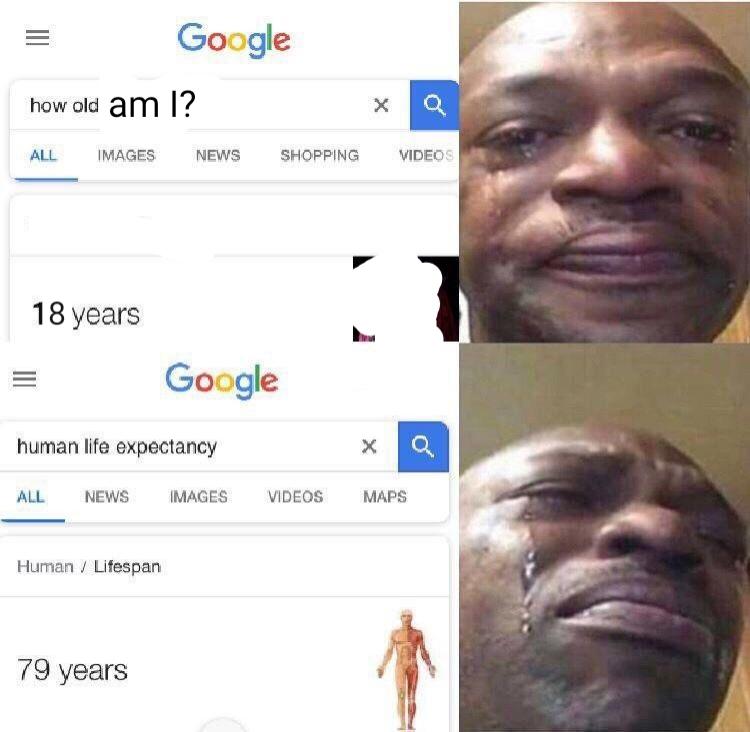 Google
how old am I?
ALL IMAGES NEWS SHOPPING VIDEOS
18 years
Google
human life expectancy
ALL NEWS IMAGES VIDEOS MAPS
Human / Lifespan
79 years